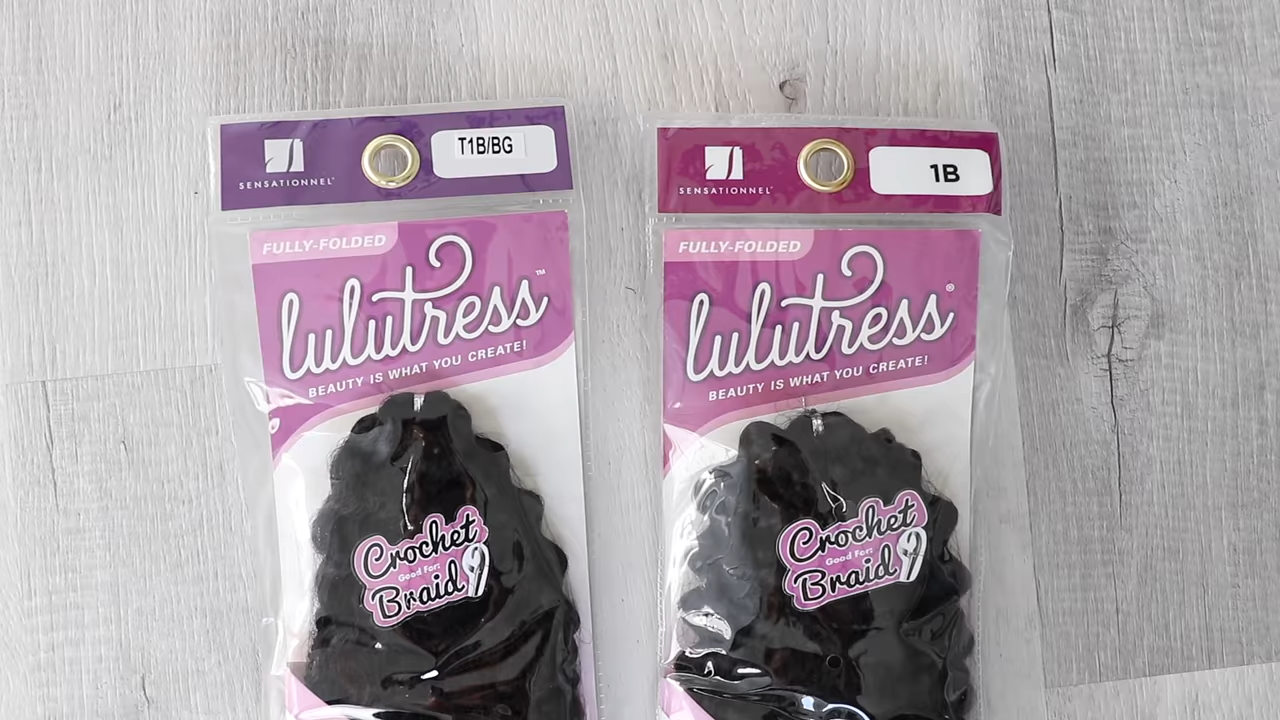 T1B/BG
SENSATIONNEL
FULLY-FOLDED
lulutress™
BEAUTY IS WHAT YOU CREATE!
Crochet
Good For:
Braid
1B
SENSATIONNEL
FULLY-FOLDED
lulutress®
BEAUTY IS WHAT YOU CREATE!
Crochet
Good For:
Braid